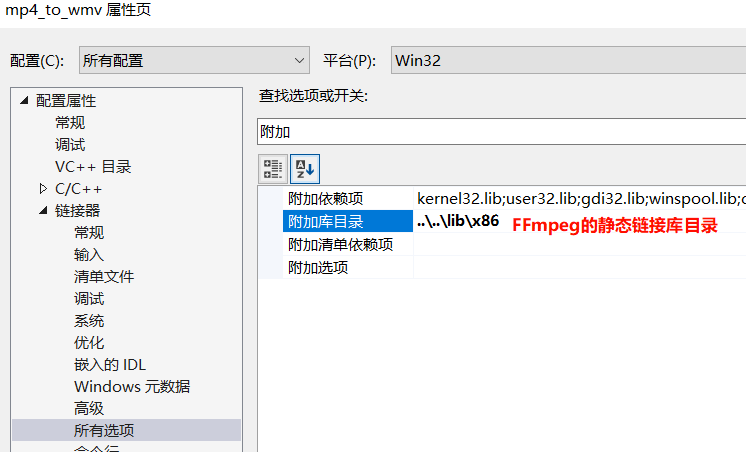 mp4_to_wmv 属性页
配置(C): 所有配置 平台(P): Win32
配置属性
常规
调试
VC++ 目录
C/C++
链接器
常规
输入
清单文件
调试
系统
优化
嵌入的 IDL
Windows 元数据
高级
所有选项
命令行
查找选项或开关:
附加
附加依赖项 kernel32.lib;user32.lib;gdi32.lib;winspool.lib;c
附加库目录 ..\..\lib\x86 FFmpeg的静态链接库目录
附加清单依赖项
附加选项